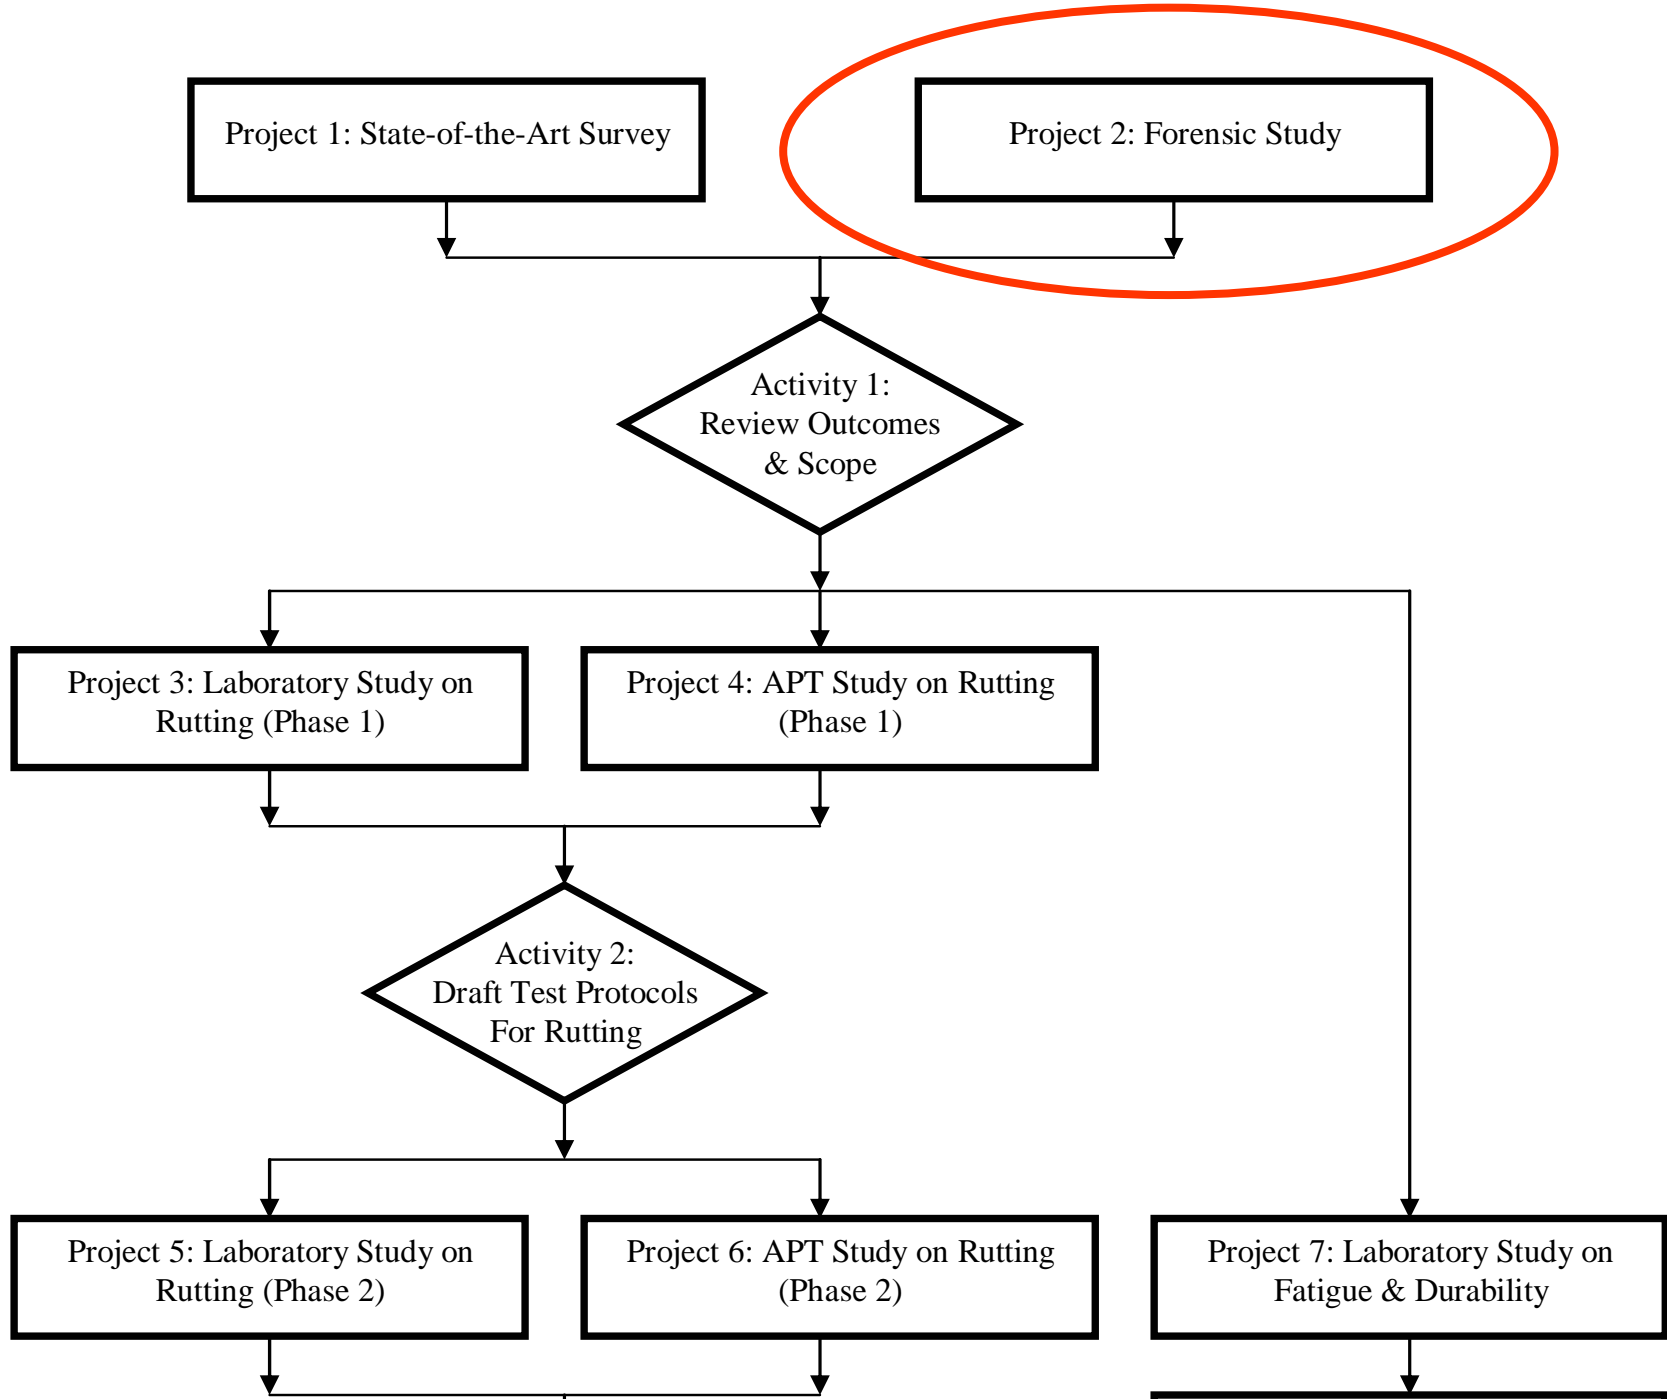 Project 1: State-of-the-Art Survey
Project 2: Forensic Study
Activity 1:
Review Outcomes
& Scope
Project 3: Laboratory Study on
Rutting (Phase 1)
Project 4: APT Study on Rutting
(Phase 1)
Activity 2:
Draft Test Protocols
For Rutting
Project 5: Laboratory Study on
Rutting (Phase 2)
Project 6: APT Study on Rutting
(Phase 2)
Project 7: Laboratory Study on
Fatigue & Durability